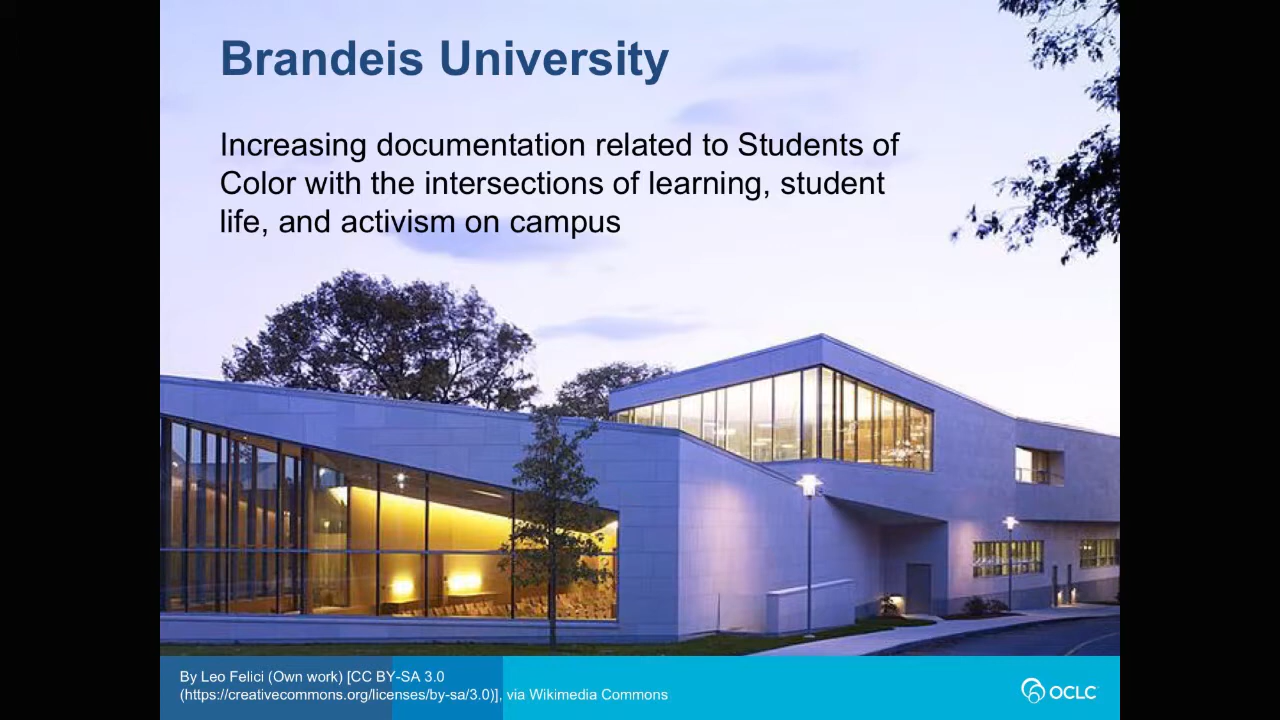 Brandeis University
Increasing documentation related to Students of
Color with the intersections of learning, student
life, and activism on campus
By Leo Felici (Own work) [CC BY-SA 3.0
(https://creativecommons.org/licenses/by-sa/3.0)], via Wikimedia Commons
OCLC